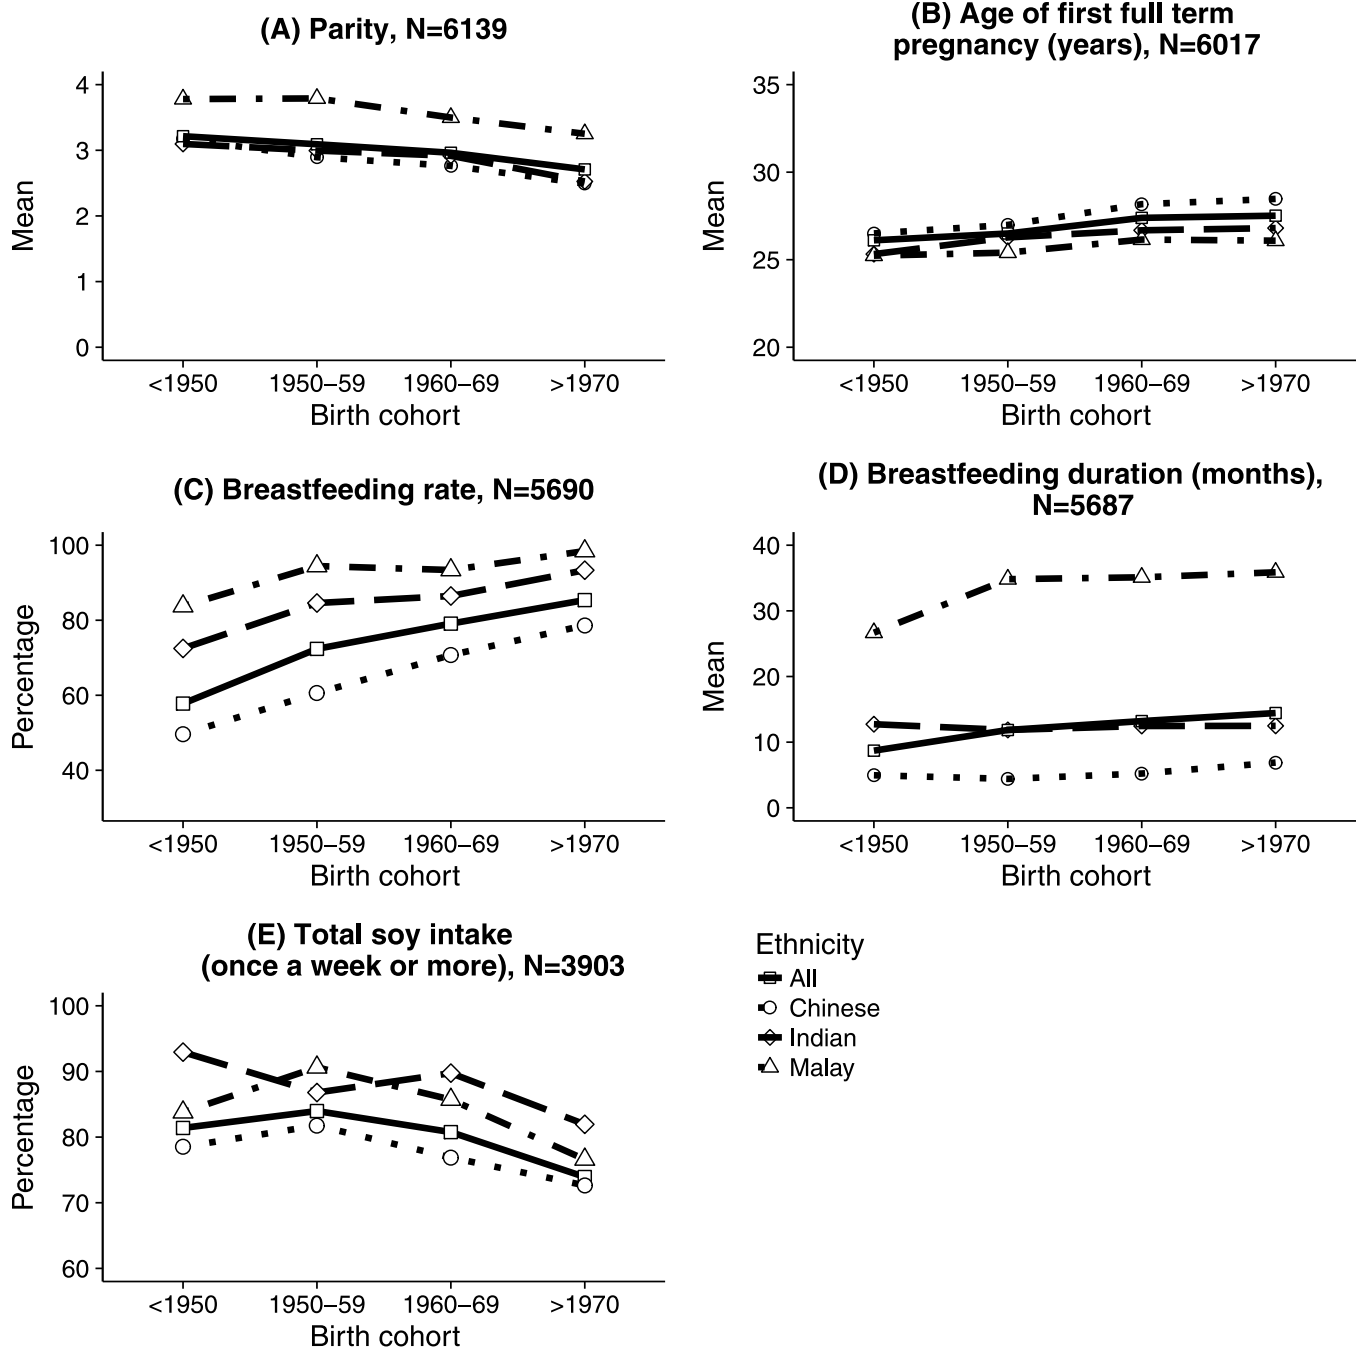 (A) Parity, N=6139
4
3
2
1
0
Mean
<1950 1950–59 1960–69 >1970
Birth cohort
(B) Age of first full term
pregnancy (years), N=6017
35
30
25
20
Mean
<1950 1950–59 1960–69 >1970
Birth cohort
(C) Breastfeeding rate, N=5690
100
80
60
40
Percentage
<1950 1950–59 1960–69 >1970
Birth cohort
(D) Breastfeeding duration (months),
N=5687
40
30
20
10
0
Mean
<1950 1950–59 1960–69 >1970
Birth cohort
(E) Total soy intake
(once a week or more), N=3903
100
90
80
70
60
Percentage
<1950 1950–59 1960–69 >1970
Birth cohort
Ethnicity
All
Chinese
Indian
Malay